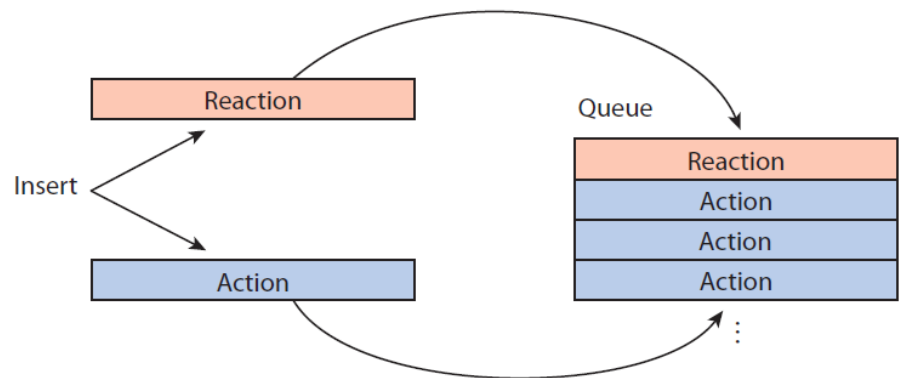 Reaction
Insert
Action
Queue
Reaction
Action
Action
Action
⋮